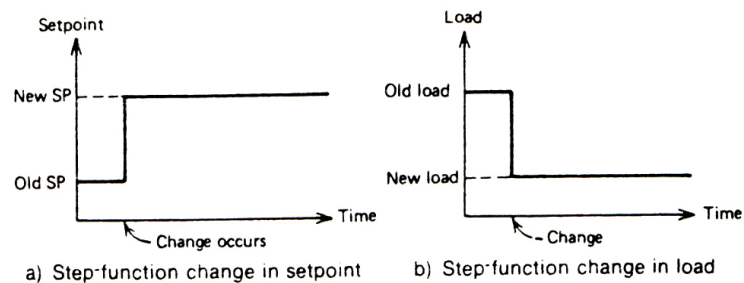 Setpoint
New SP
Old SP
Time
Change occurs
a) Step-function change in setpoint
Load
Old load
New load
Time
Change
b) Step-function change in load